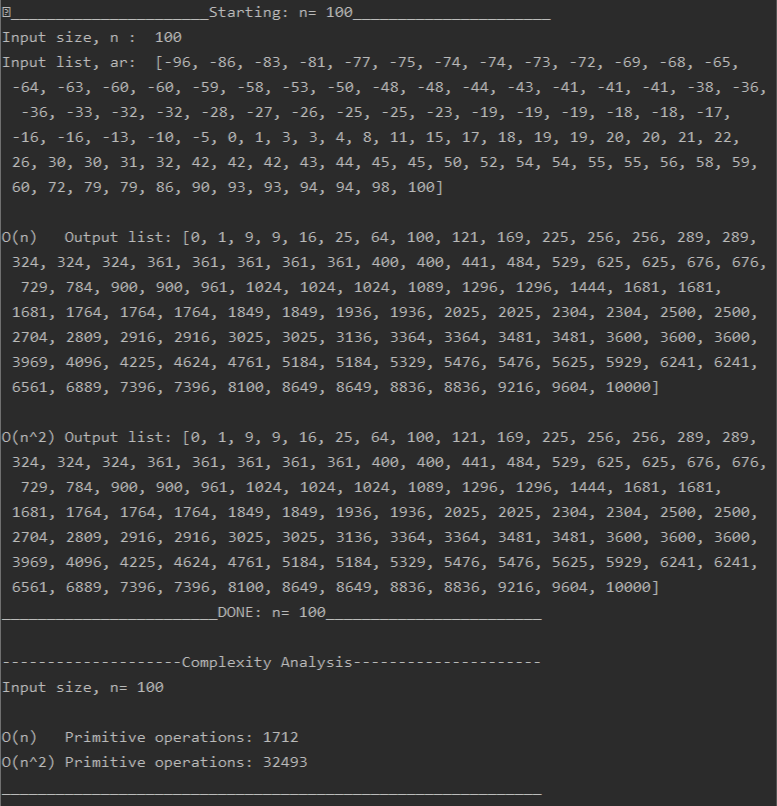 ______________________Starting: n= 100______________________
Input size, n :  100
Input list, ar:  [-96, -86, -83, -81, -77, -75, -74, -74, -73, -72, -69, -68, -65,
-64, -63, -60, -60, -59, -58, -53, -50, -48, -48, -44, -43, -41, -41, -41, -38, -36,
-36, -33, -32, -32, -28, -27, -26, -25, -25, -23, -19, -19, -19, -18, -18, -17,
-16, -16, -13, -10, -5, 0, 1, 3, 3, 4, 8, 11, 15, 17, 18, 19, 19, 20, 20, 21, 22,
26, 30, 30, 31, 32, 42, 42, 42, 43, 44, 45, 45, 50, 52, 54, 54, 55, 55, 56, 58, 59,
60, 72, 79, 79, 86, 90, 93, 93, 94, 94, 98, 100]
O(n)   Output list: [0, 1, 9, 9, 16, 25, 64, 100, 121, 169, 225, 256, 256, 289, 289,
324, 324, 324, 361, 361, 361, 361, 361, 400, 400, 441, 484, 529, 625, 625, 676, 676,
729, 784, 900, 900, 961, 1024, 1024, 1024, 1089, 1296, 1296, 1444, 1681, 1681,
1681, 1764, 1764, 1764, 1849, 1849, 1936, 1936, 2025, 2025, 2304, 2304, 2500, 2500,
2704, 2809, 2916, 2916, 3025, 3025, 3136, 3364, 3364, 3481, 3481, 3600, 3600, 3600,
3969, 4096, 4225, 4624, 4761, 5184, 5184, 5329, 5476, 5476, 5625, 5929, 6241, 6241,
6561, 6889, 7396, 7396, 8100, 8649, 8649, 8836, 8836, 9216, 9604, 10000]
O(n^2) Output list: [0, 1, 9, 9, 16, 25, 64, 100, 121, 169, 225, 256, 256, 289, 289,
324, 324, 324, 361, 361, 361, 361, 361, 400, 400, 441, 484, 529, 625, 625, 676, 676,
729, 784, 900, 900, 961, 1024, 1024, 1024, 1089, 1296, 1296, 1444, 1681, 1681,
1681, 1764, 1764, 1764, 1849, 1849, 1936, 1936, 2025, 2025, 2304, 2304, 2500, 2500,
2704, 2809, 2916, 2916, 3025, 3025, 3136, 3364, 3364, 3481, 3481, 3600, 3600, 3600,
3969, 4096, 4225, 4624, 4761, 5184, 5184, 5329, 5476, 5476, 5625, 5929, 6241, 6241,
6561, 6889, 7396, 7396, 8100, 8649, 8649, 8836, 8836, 9216, 9604, 10000]
________________________DONE: n= 100________________________
--------------------Complexity Analysis---------------------
Input size, n= 100
O(n)   Primitive operations: 1712
O(n^2) Primitive operations: 32493
____________________________________________________________